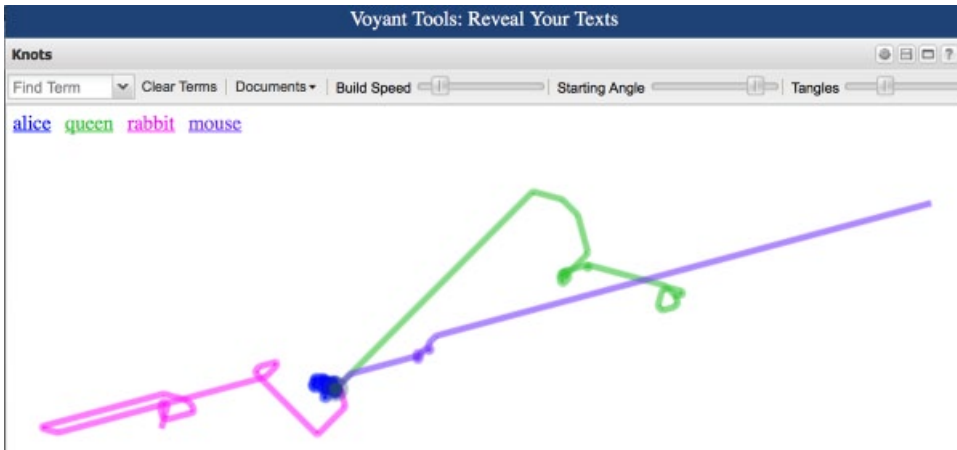 Voyant Tools: Reveal Your Texts
Knots
Find Term Clear Terms Documents Build Speed Starting Angle Tangles
alice queen rabbit mouse